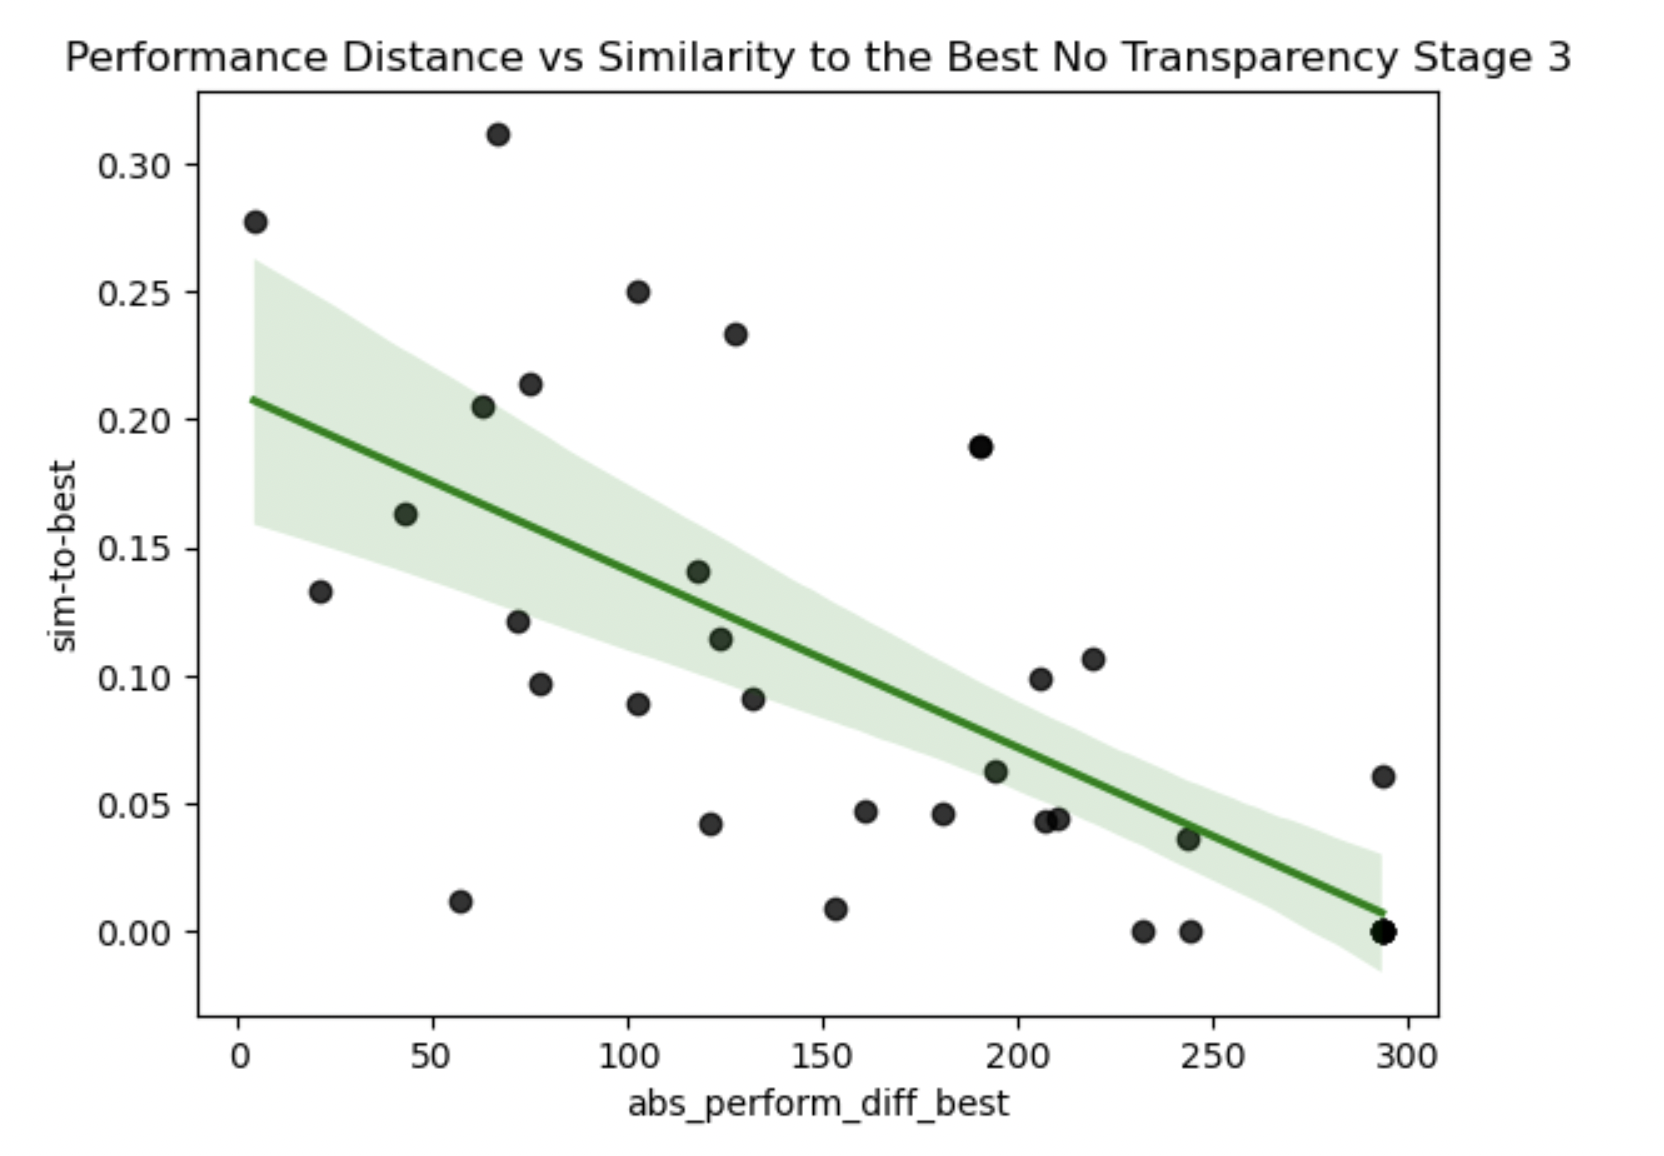 Performance Distance vs Similarity to the Best No Transparency Stage 3
0.30
0.25
0.20
0.15
0.10
0.05
0.00
sim-to-best
0 50 100 150 200 250 300
abs_perform_diff_best